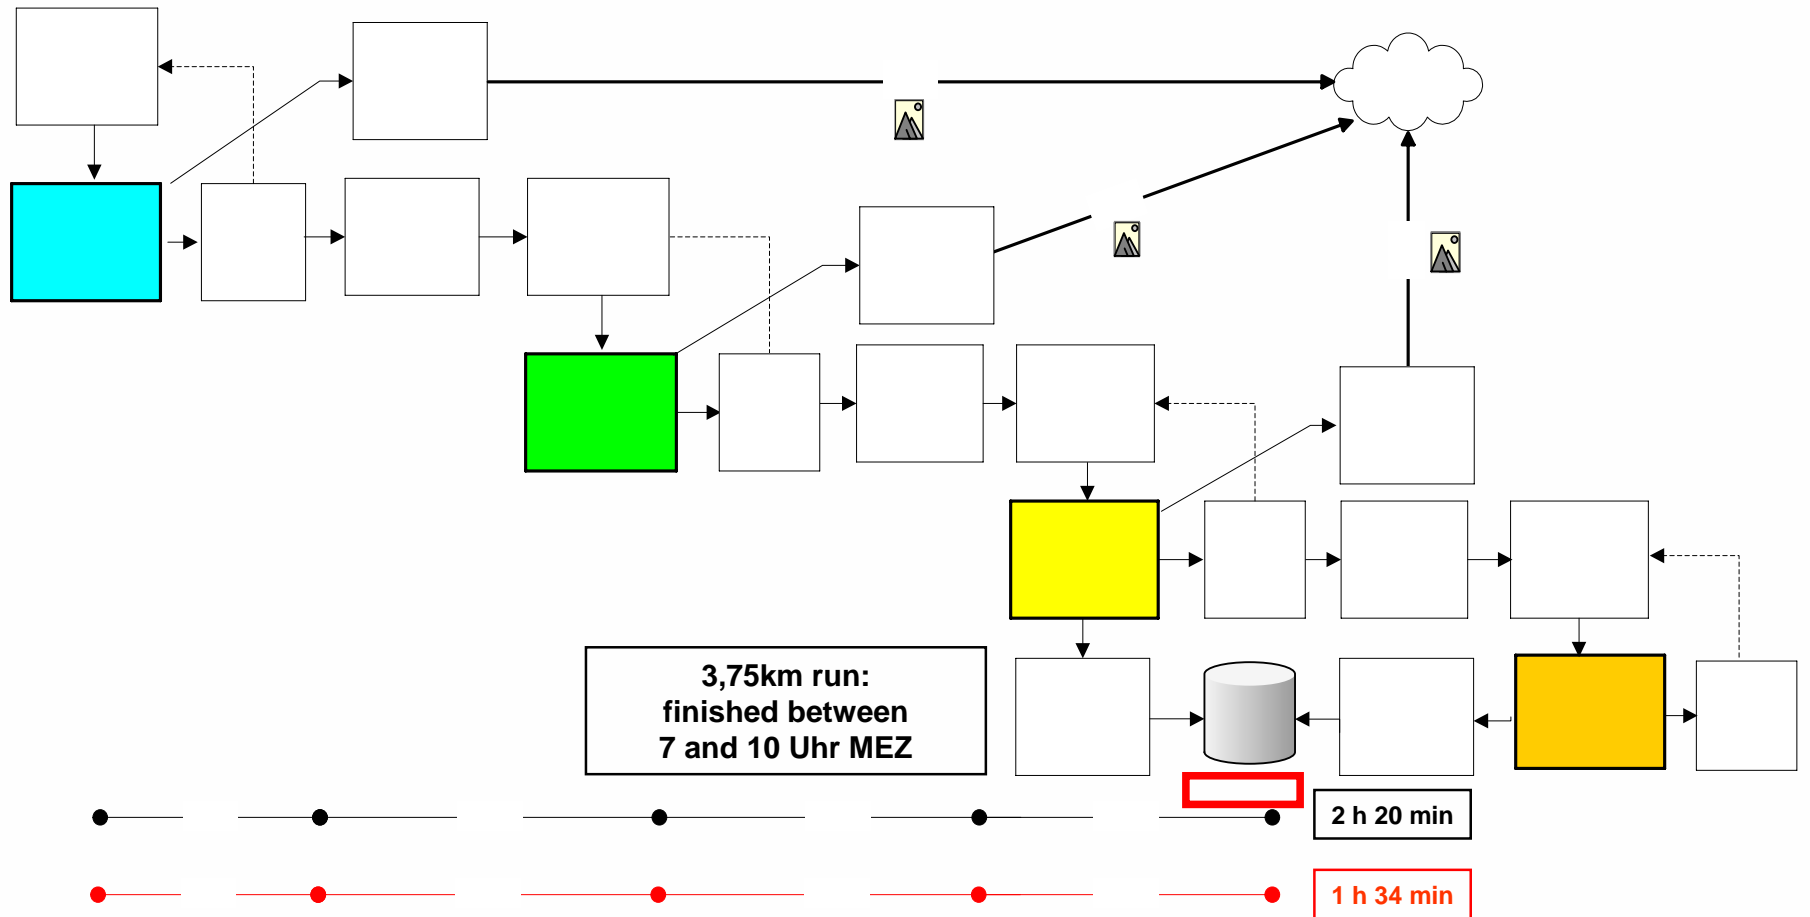 3,75km run:
finished between
7 and 10 Uhr MEZ
2 h 20 min
1 h 34 min